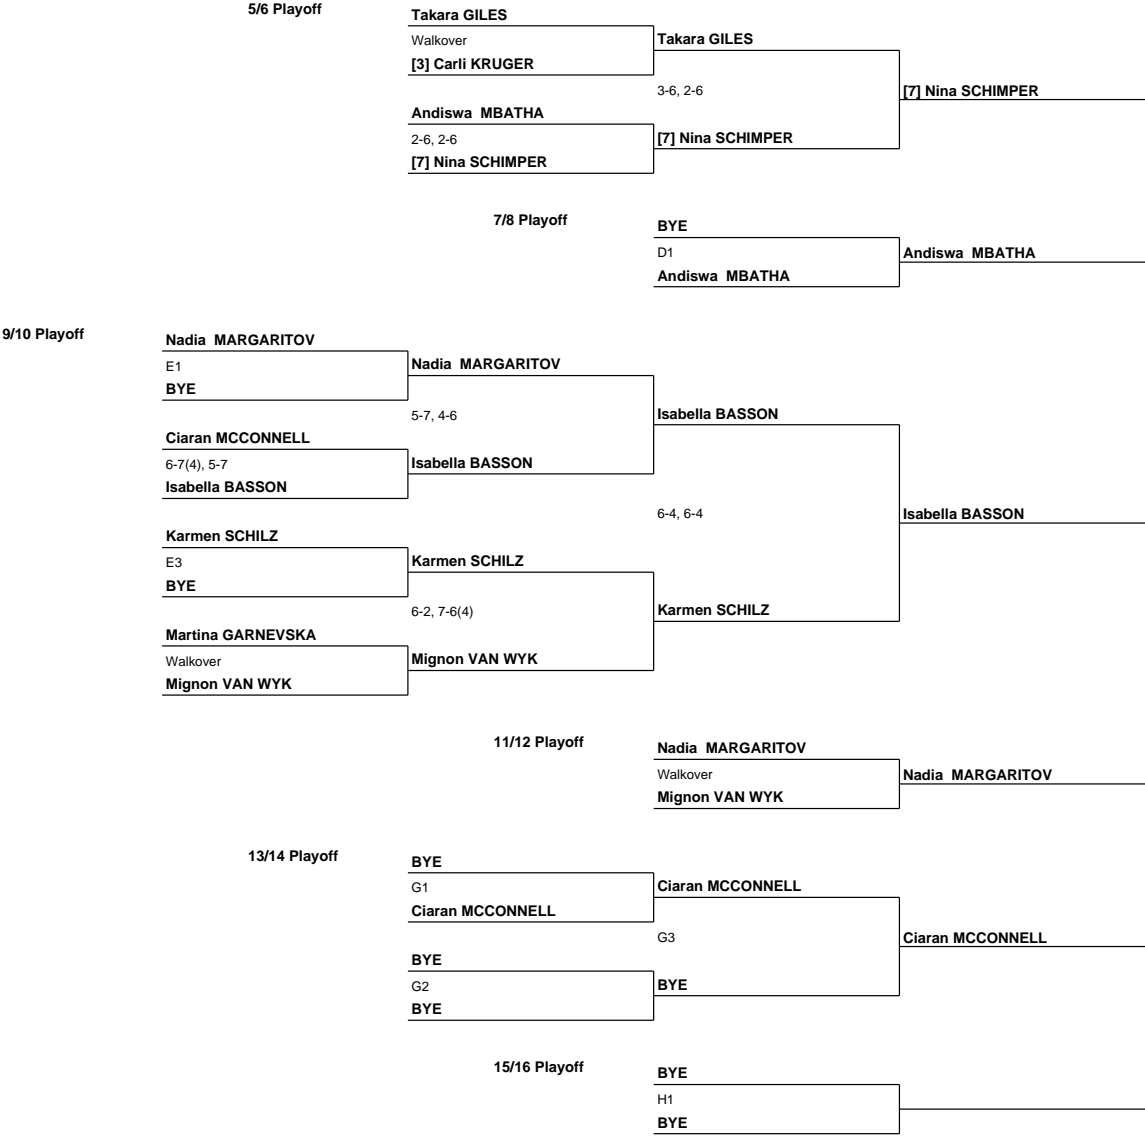 5/6 Playoff
Takara GILES
Walkover
[3] Carli KRUGER
Takara GILES
3-6, 2-6
[7] Nina SCHIMPER
Andiswa MBATHA
2-6, 2-6
[7] Nina SCHIMPER
[7] Nina SCHIMPER
7/8 Playoff
BYE
D1
Andiswa MBATHA
Andiswa MBATHA
9/10 Playoff
Nadia MARGARITOV
E1
BYE
Nadia MARGARITOV
5-7, 4-6
Isabella BASSON
Ciaran MCCONNELL
6-7(4), 5-7
Isabella BASSON
Isabella BASSON
6-4, 6-4
Isabella BASSON
Karmen SCHILZ
E3
BYE
Karmen SCHILZ
6-2, 7-6(4)
Karmen SCHILZ
Martina GARNEVSKA
Walkover
Mignon VAN WYK
Mignon VAN WYK
11/12 Playoff
Nadia MARGARITOV
Walkover
Mignon VAN WYK
Nadia MARGARITOV
13/14 Playoff
BYE
G1
Ciaran MCCONNELL
Ciaran MCCONNELL
G3
Ciaran MCCONNELL
BYE
G2
BYE
BYE
15/16 Playoff
BYE
H1
BYE